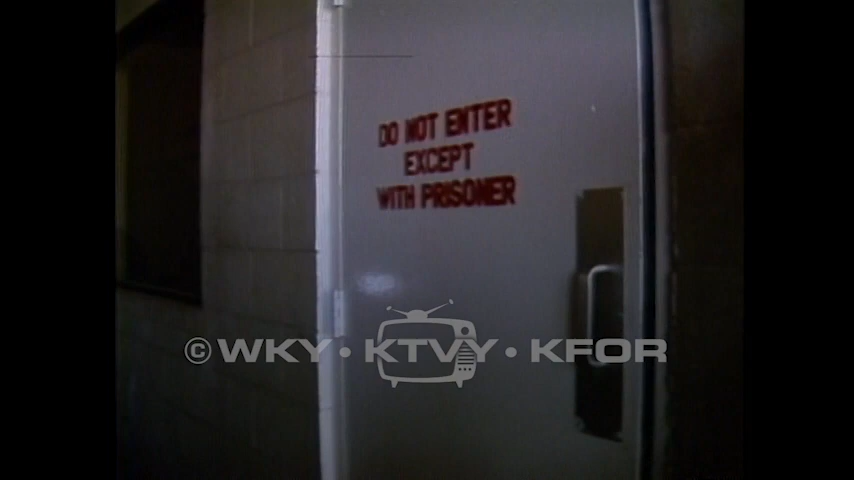 DO NOT ENTER
EXCEPT
WITH PRISONER
©WKY • KTVY • KFOR